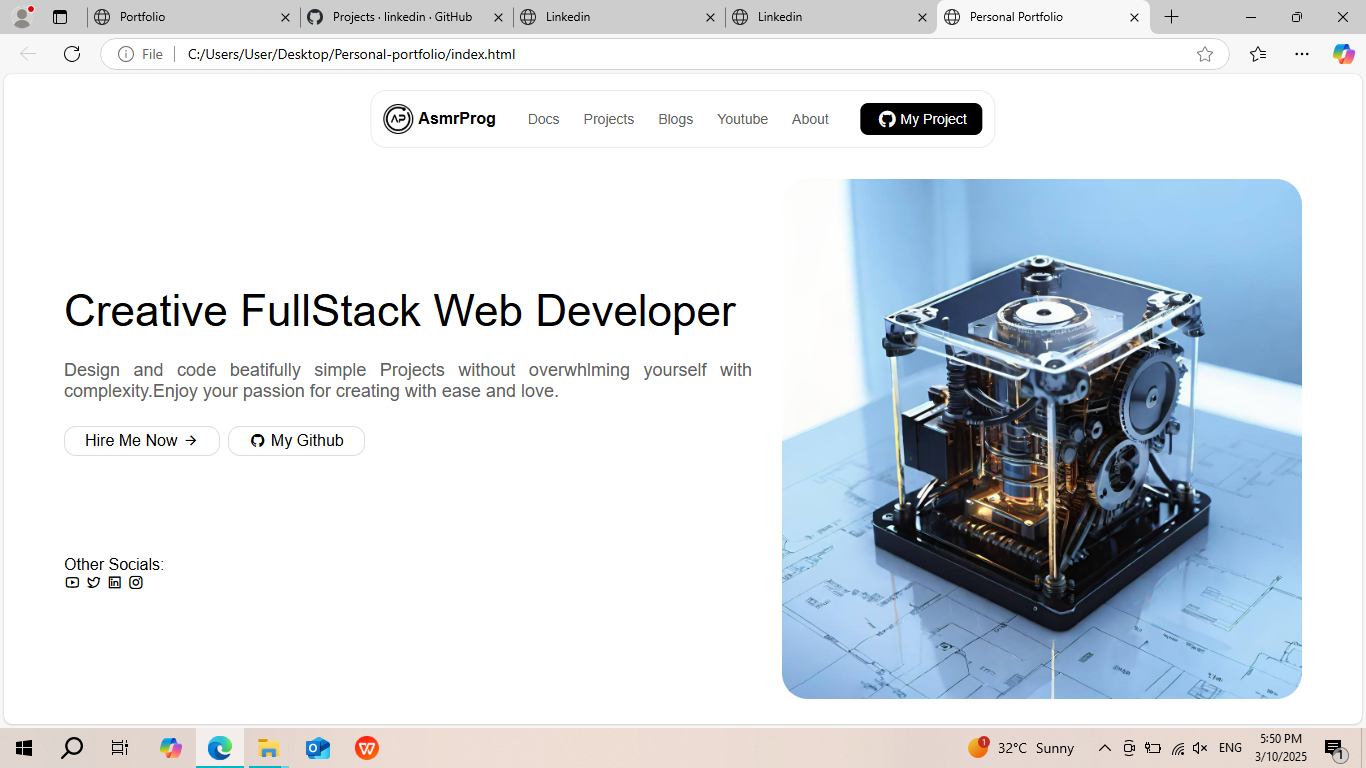 Portfolio
Projects · linkedin · GitHub
Linkedin
Linkedin
Personal Portfolio
File
C:/Users/User/Desktop/Personal-portfolio/index.html
AP AsmrProg
Docs
Projects
Blogs
Youtube
About
My Project
Creative FullStack Web Developer
Design and code beatifully simple Projects without overwhlming yourself with
complexity.Enjoy your passion for creating with ease and love.
Hire Me Now
My Github
Other Socials:
1
32°C Sunny
ENG
5:50 PM
3/10/2025
1